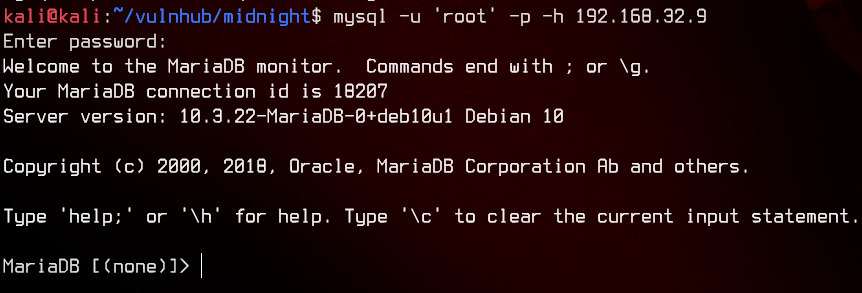 kali@kali:~/vulnhub/midnight$ mysql -u 'root' -p -h 192.168.32.9
Enter password:
Welcome to the MariaDB monitor.  Commands end with ; or \g.
Your MariaDB connection id is 18207
Server version: 10.3.22-MariaDB-0+deb10u1 Debian 10
Copyright (c) 2000, 2018, Oracle, MariaDB Corporation Ab and others.
Type 'help;' or '\h' for help. Type '\c' to clear the current input statement.
MariaDB [(none)]>